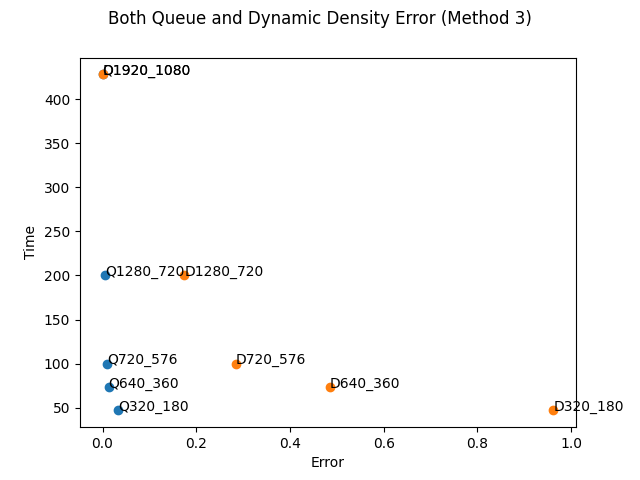 Both Queue and Dynamic Density Error (Method 3)
D1920_1080
400
350
300
Time
250
200
Q1280_720
D1280_720
150
100
Q720_576
D720_576
Q640_360
D640_360
50
Q320_180
D320_180
0.0 0.2 0.4 0.6 0.8 1.0
Error